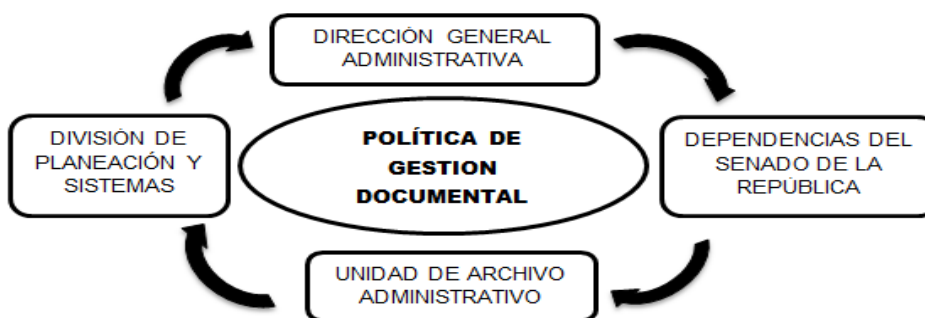 DIRECCIÓN GENERAL
ADMINISTRATIVA
DIVISIÓN DE
PLANEACIÓN Y
SISTEMAS
POLÍTICA DE
GESTION
DOCUMENTAL
DEPENDENCIAS DEL
SENADO DE LA
REPÚBLICA
UNIDAD DE ARCHIVO
ADMINISTRATIVO